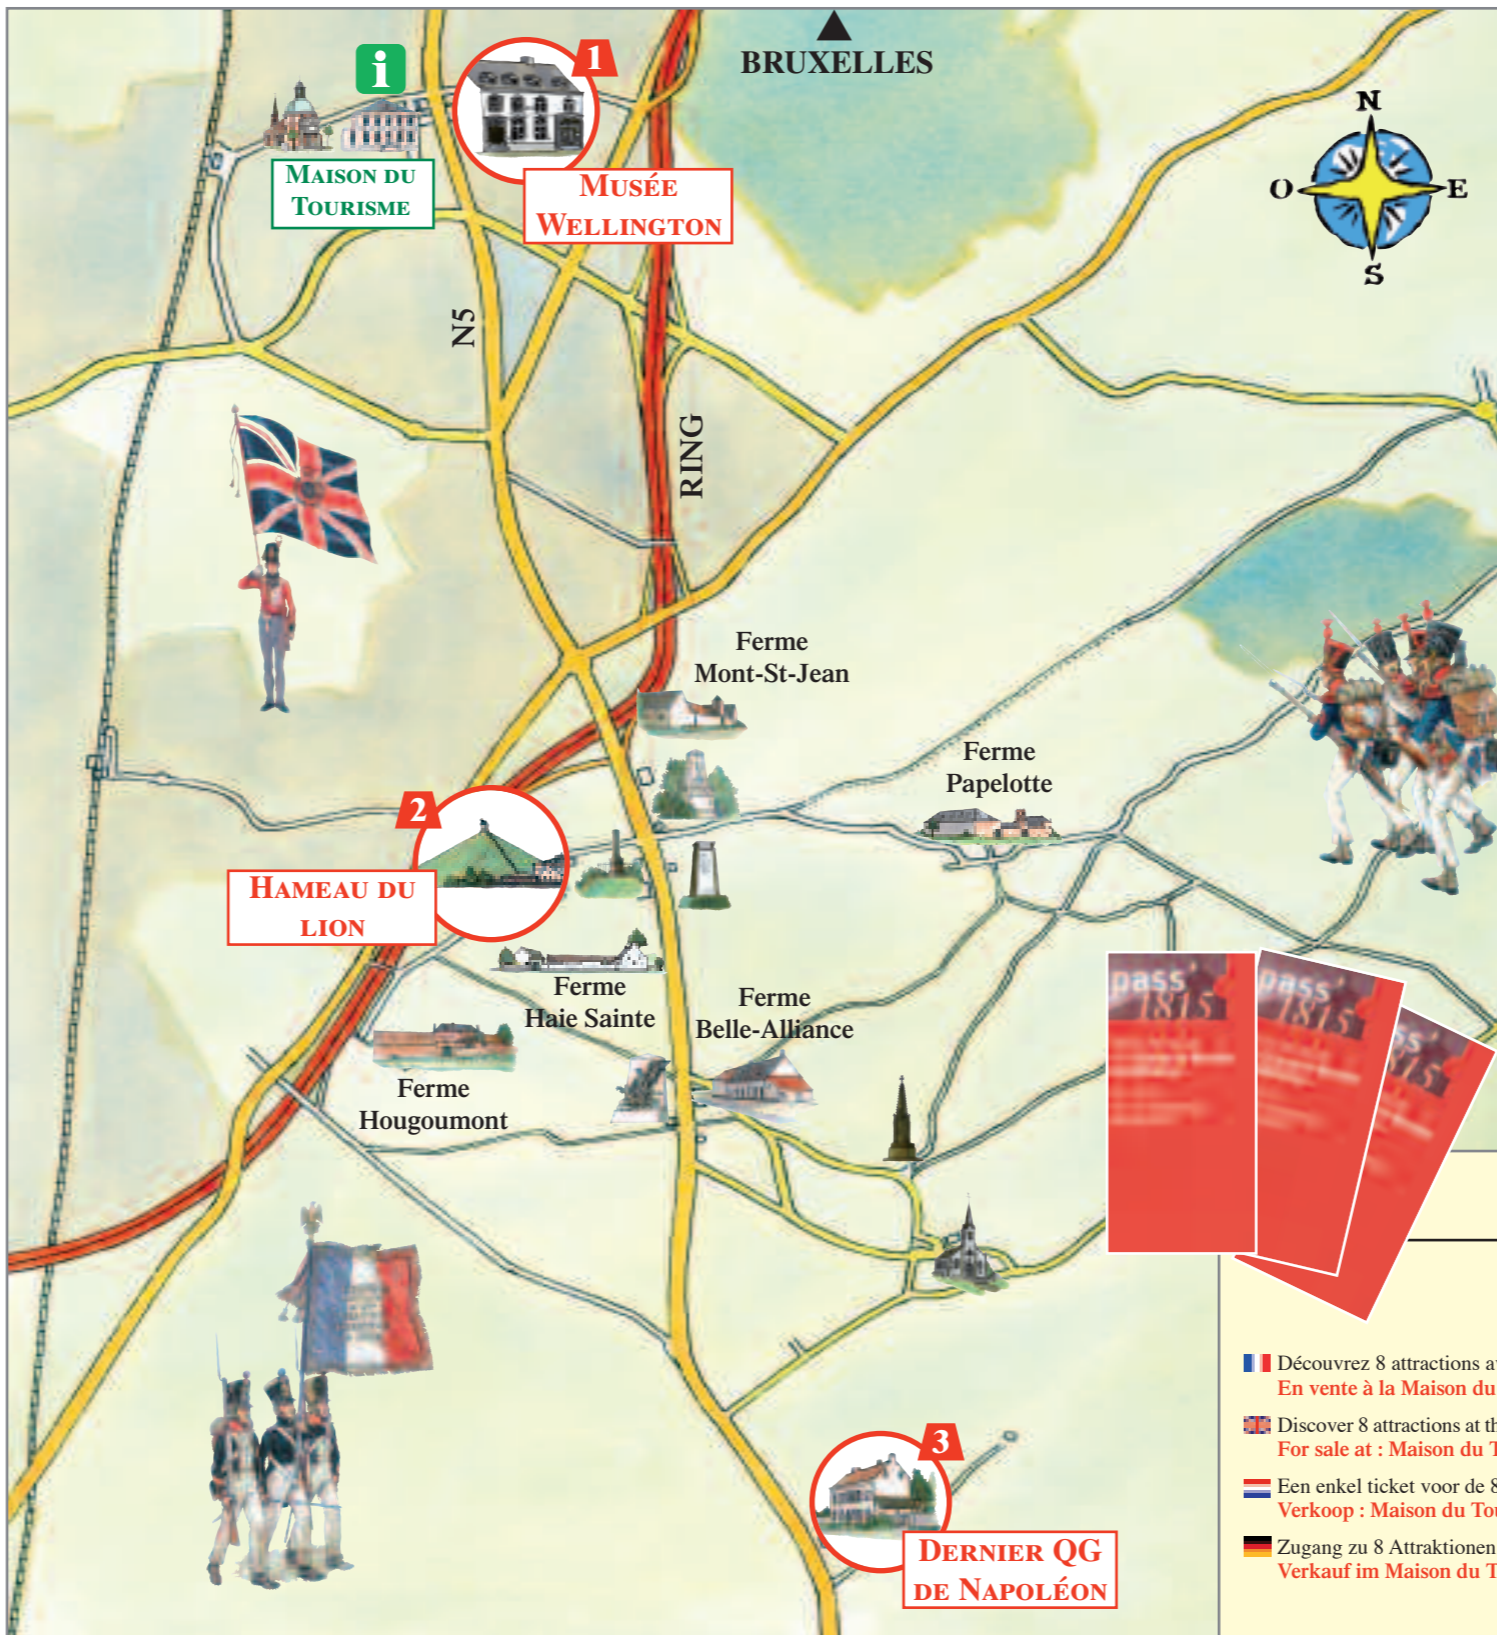 BRUXELLES
i
1
MAISON DU
TOURISME
MUSÉE
WELLINGTON
N
O
E
S
N5
RING
Ferme
Mont-St-Jean
Ferme
Papelotte
2
HAMEAU DU
LION
Ferme
Haie Sainte
Ferme
Belle-Alliance
Ferme
Hougoumont
pass'
1815
pass'
1815
ss'
1815
3
DERNIER QG
DE NAPOLÉON
Découvrez 8 attractions a
En vente à la Maison du
Discover 8 attractions at th
For sale at : Maison du T
Een enkel ticket voor de 8
Verkoop : Maison du Tou
Zugang zu 8 Attraktionen
Verkauf im Maison du T